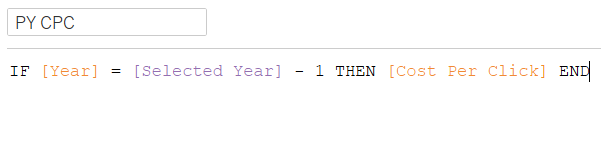 PY CPC
IF [Year] = [Selected Year] - 1 THEN [Cost Per Click] END